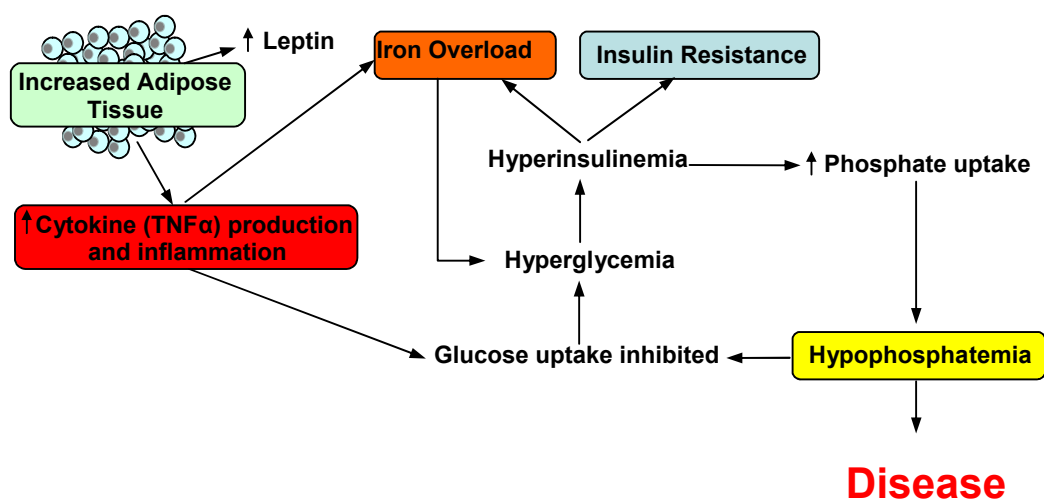 ↑ Leptin
Iron Overload
Insulin Resistance
Increased Adipose
Tissue
Hyperinsulinemia
↑ Phosphate uptake
↑Cytokine (TNFα) production
and inflammation
Hyperglycemia
Glucose uptake inhibited
Hypophosphatemia
Disease